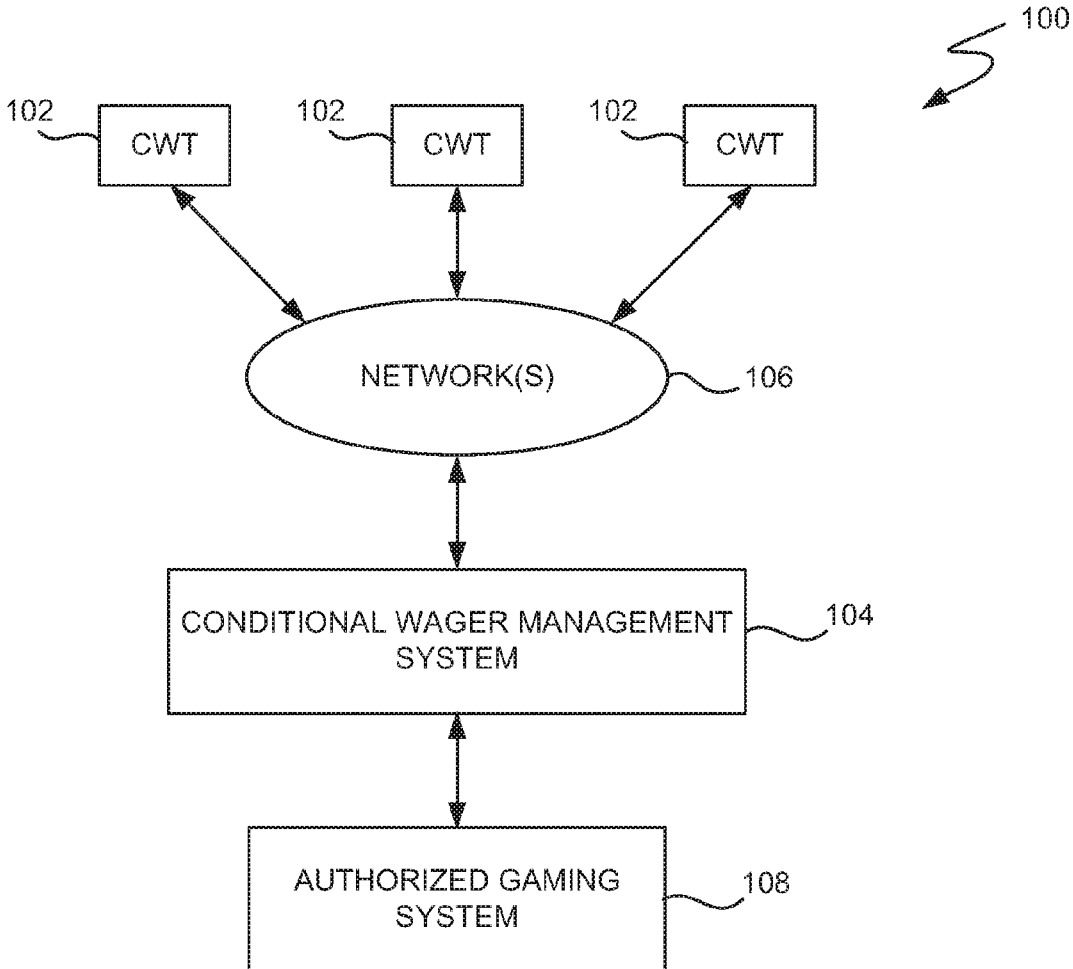 100
102 102 102
CWT CWT CWT
NETWORK(S)
106
CONDITIONAL WAGER MANAGEMENT
SYSTEM
104
AUTHORIZED GAMING
SYSTEM
108